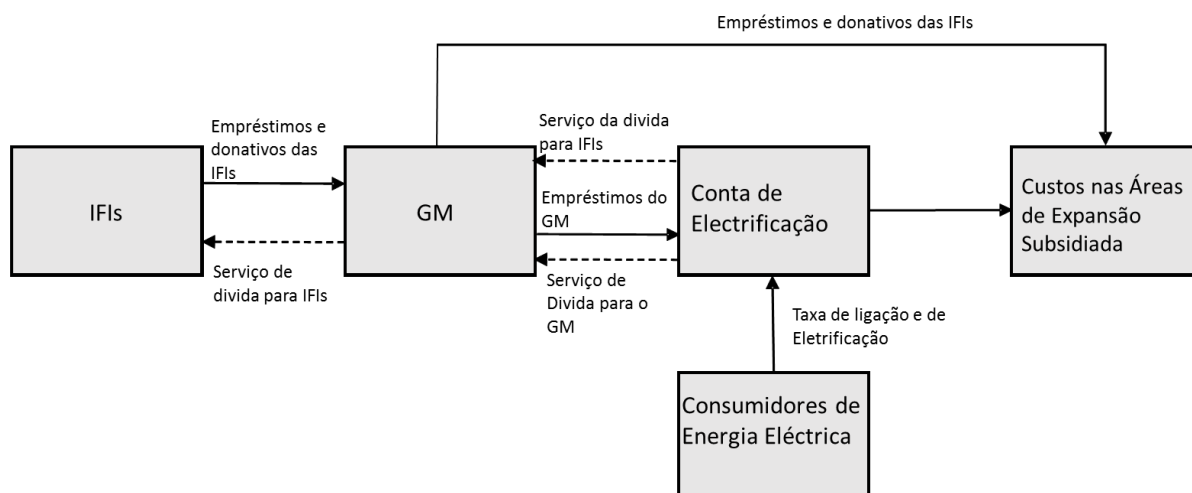 Empréstimos e donativos das IFIs
Empréstimos e
donativos das
IFIs
Serviço da divida
para IFIs
IFIs
GM
Empréstimos do
GM
Conta de
Electrificação
Custos nas Áreas
de Expansão
Subsidiada
Serviço de
divida para IFIs
Serviço de
Divida para o
GM
Taxa de ligação e de
Eletrificação
Consumidores de
Energia Eléctrica